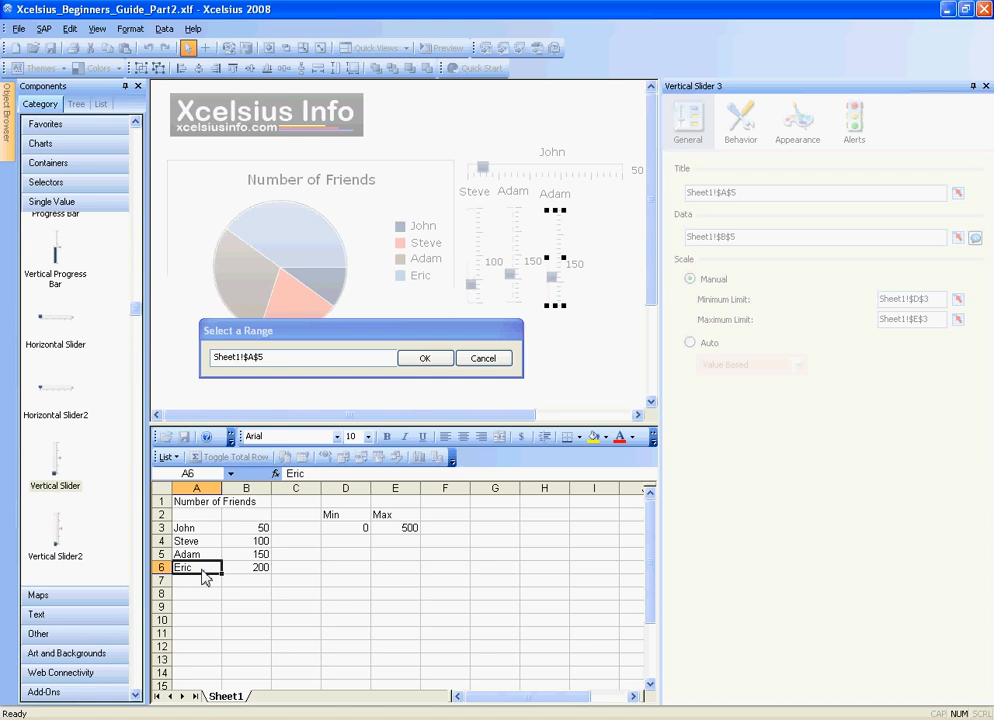 Xcelsius_Beginners_Guide_Part2.xlf - Xcelsius 2008
File SAP Edit View Format Data Help
Quick Views Preview
Themes Colors Quick Start
Object Browser
Components
Category Tree List
Favorites
Charts
Containers
Selectors
Single Value
Progress Bar
Vertical Progress
Bar
Horizontal Slider
Horizontal Slider2
Vertical Slider
Vertical Slider2
Maps
Text
Other
Art and Backgrounds
Web Connectivity
Add-Ons
Xcelsius Info
xcelsiusinfo.com
Number of Friends
John
Steve
Adam
Eric
John
50
Steve Adam Adam
100 150 150
Select a Range
Sheet1!$A$5 OK Cancel
Arial 10 B I U $ A
List Toggle Total Row
A6 fx Eric
A B C D E F G H I J
1 Number of Friends
2 Min Max
3 John 50 0 500
4 Steve 100
5 Adam 150
6 Eric 200
7
8
9
10
11
12
13
14
15
Sheet1
Vertical Slider 3
General Behavior Appearance Alerts
Title
Sheet1!$A$5
Data
Sheet1!$B$5
Scale
Manual
Minimum Limit: Sheet1!$D$3
Maximum Limit: Sheet1!$E$3
Auto
Value Based
Ready CAP NUM SCRL